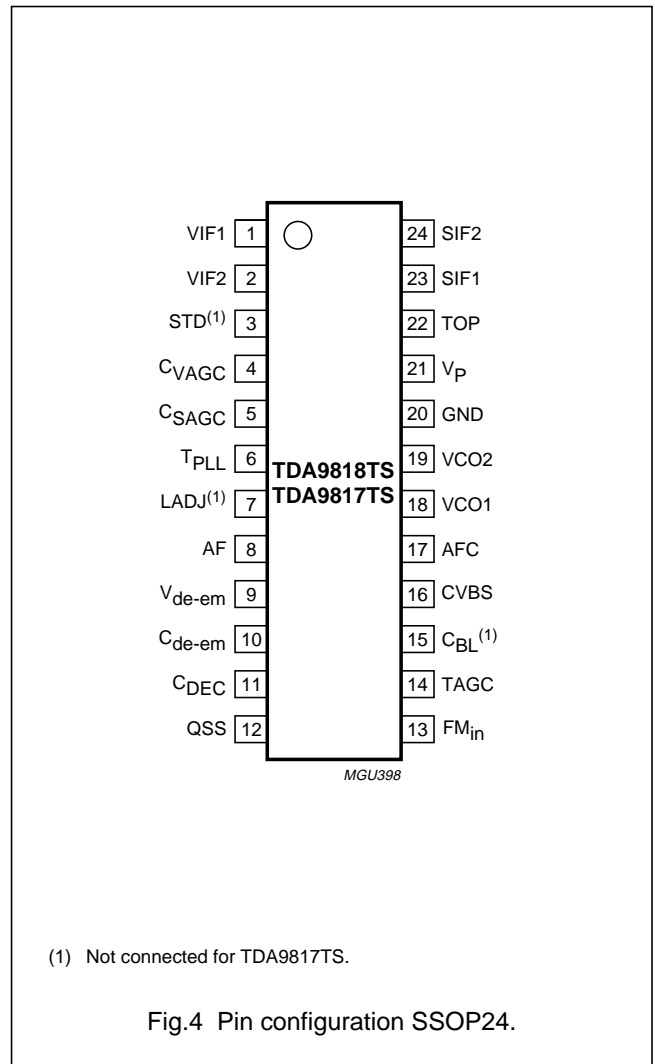 VIF1 1 24 SIF2
VIF2 2 23 SIF1
STD(1) 3 22 TOP
CVAGC 4 21 VP
CSAGC 5 20 GND
TPLL 6 TDA9818TS 19 VCO2
LADJ(1) 7 TDA9817TS 18 VCO1
AF 8 17 AFC
Vde-em 9 16 CVBS
Cde-em 10 15 CBL(1)
CDEC 11 14 TAGC
QSS 12 13 FMin
MGU398
(1) Not connected for TDA9817TS.
Fig.4 Pin configuration SSOP24.